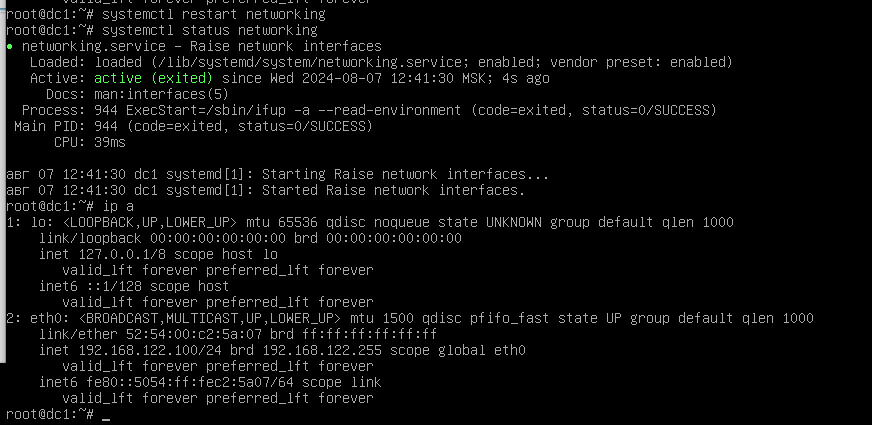 root@dc1:~# systemctl restart networking
root@dc1:~# systemctl status networking
● networking.service – Raise network interfaces
Loaded: loaded (/lib/systemd/system/networking.service; enabled; vendor preset: enabled)
Active: active (exited) since Wed 2024-08-07 12:41:30 MSK; 4s ago
Docs: man:interfaces(5)
Process: 944 ExecStart=/sbin/ifup -a --read-environment (code=exited, status=0/SUCCESS)
Main PID: 944 (code=exited, status=0/SUCCESS)
CPU: 39ms
авг 07 12:41:30 dc1 systemd[1]: Starting Raise network interfaces...
авг 07 12:41:30 dc1 systemd[1]: Started Raise network interfaces.
root@dc1:~# ip a
1: lo: <LOOPBACK,UP,LOWER_UP> mtu 65536 qdisc noqueue state UNKNOWN group default qlen 1000
link/loopback 00:00:00:00:00:00 brd 00:00:00:00:00:00
inet 127.0.0.1/8 scope host lo
valid_lft forever preferred_lft forever
inet6 ::1/128 scope host
valid_lft forever preferred_lft forever
2: eth0: <BROADCAST,MULTICAST,UP,LOWER_UP> mtu 1500 qdisc pfifo_fast state UP group default qlen 1000
link/ether 52:54:00:c2:5a:07 brd ff:ff:ff:ff:ff:ff
inet 192.168.122.100/24 brd 192.168.122.255 scope global eth0
valid_lft forever preferred_lft forever
inet6 fe80::5054:ff:fec2:5a07/64 scope link
valid_lft forever preferred_lft forever
root@dc1:~# _